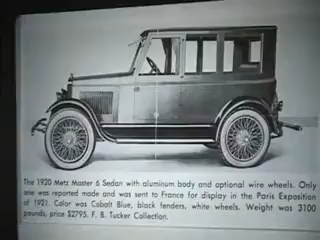 The 1920 Metz Master 6 Sedan with aluminum body and optional wire wheels. Only
one was reported made and was sent to France for display in the Paris Exposition
of 1921. Color was Cobalt Blue, black fenders, white wheels. Weight was 3100
pounds, price $2795. F. B. Tucker Collection.